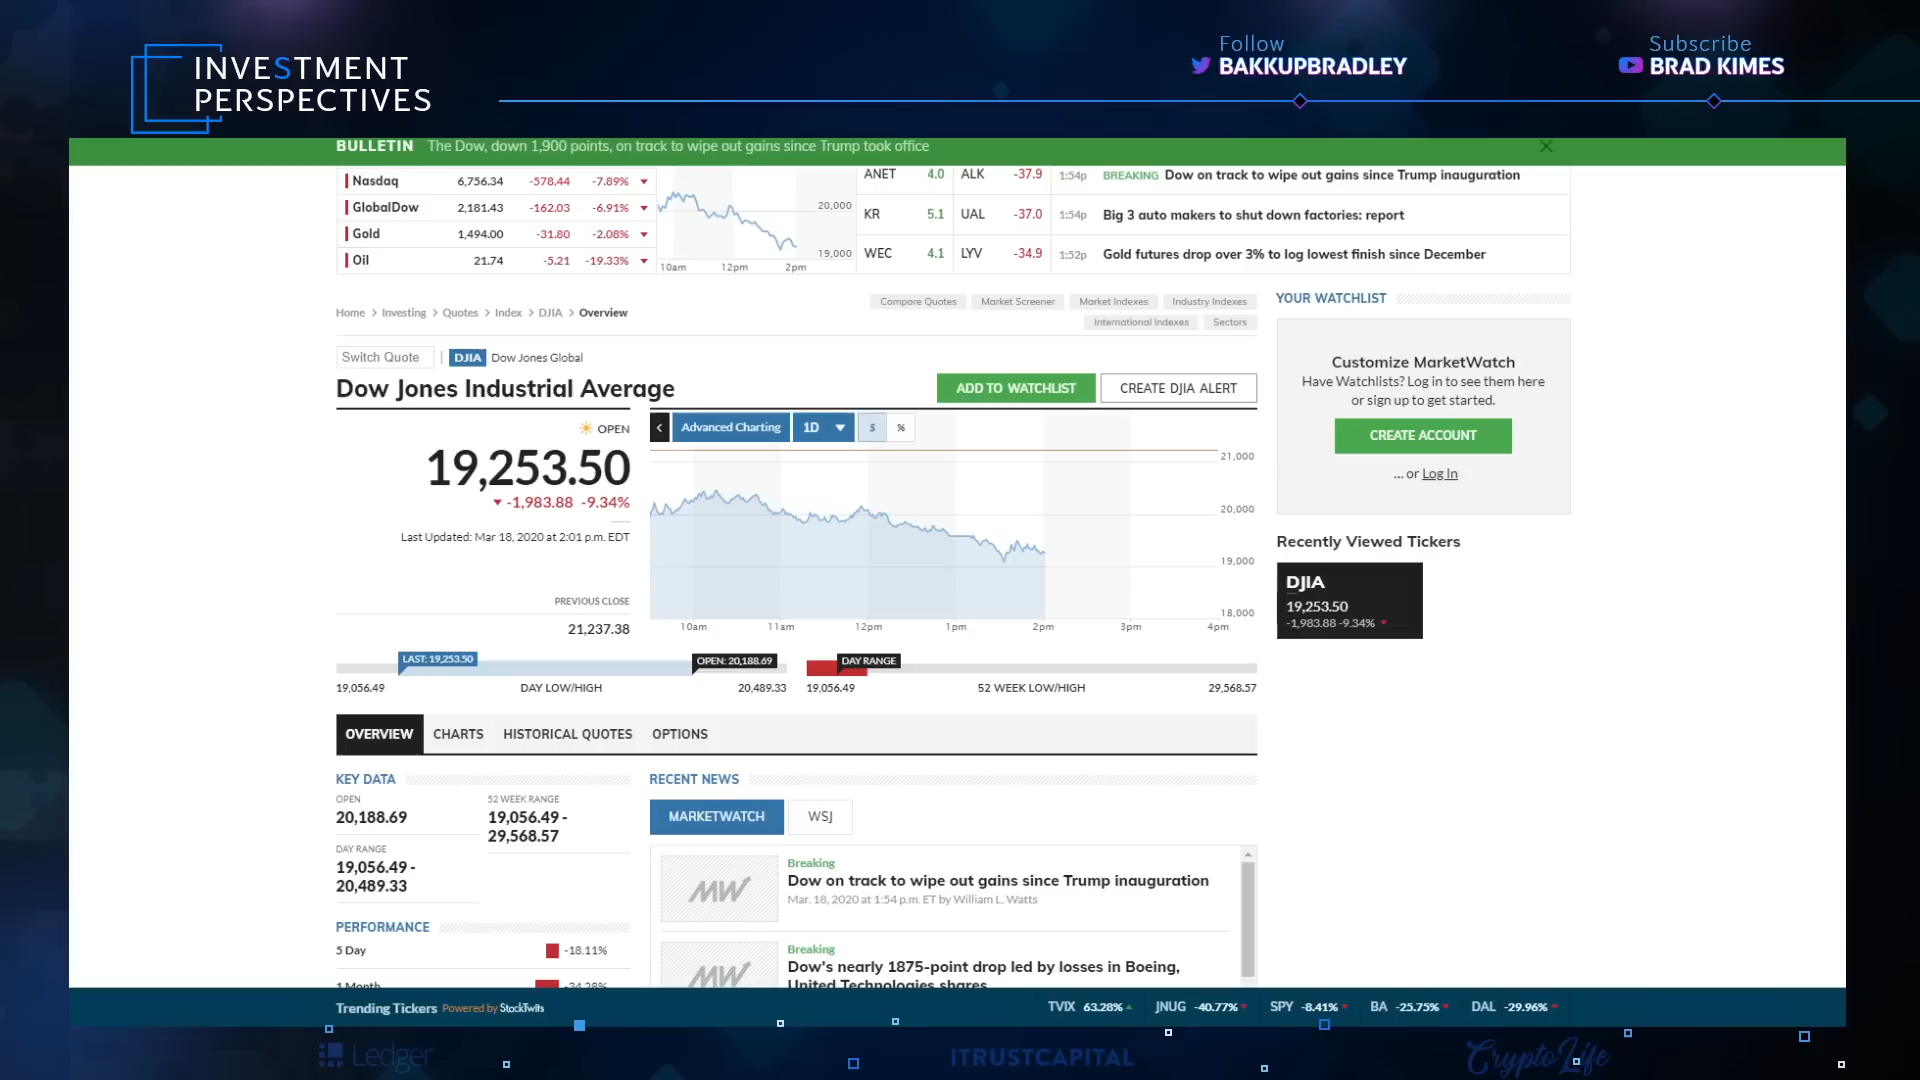 INVESTMENT
PERSPECTIVES
Follow
BAKKUPBRADLEY
Subscribe
BRAD KIMES
BULLETIN The Dow, down 1,900 points, on track to wipe out gains since Trump took office
Nasdaq 6,756.34 -578.44 -7.89%
GlobalDow 2,181.43 -162.03 -6.91%
Gold 1,494.00 -31.80 -2.08%
Oil 21.74 -5.21 -19.33%
20,000
19,000
10am 12pm 2pm
ANET 4.0 ALK -37.9
KR 5.1 UAL -37.0
WEC 4.1 LYV -34.9
1:54p BREAKING Dow on track to wipe out gains since Trump inauguration
1:54p Big 3 auto makers to shut down factories: report
1:52p Gold futures drop over 3% to log lowest finish since December
Home > Investing > Quotes > Index > DJIA > Overview
Compare Quotes Market Screener Market Indexes Industry Indexes
International Indexes Sectors
Switch Quote | DJIA Dow Jones Global
Dow Jones Industrial Average
ADD TO WATCHLIST CREATE DJIA ALERT
OPEN
19,253.50
-1,983.88 -9.34%
Last Updated: Mar 18, 2020 at 2:01 p.m. EDT
PREVIOUS CLOSE
21,237.38
Advanced Charting 1D $ %
21,000
20,000
19,000
18,000
10am 11am 12pm 1pm 2pm 3pm 4pm
LAST: 19,253.50 OPEN: 20,188.69
19,056.49 DAY LOW/HIGH 20,489.33
DAY RANGE
19,056.49 52 WEEK LOW/HIGH 29,568.57
YOUR WATCHLIST
Customize MarketWatch
Have Watchlists? Log in to see them here
or sign up to get started.
CREATE ACCOUNT
... or Log In
Recently Viewed Tickers
DJIA
19,253.50
-1,983.88 -9.34%
OVERVIEW CHARTS HISTORICAL QUOTES OPTIONS
KEY DATA
OPEN
20,188.69
52 WEEK RANGE
19,056.49 -
29,568.57
DAY RANGE
19,056.49 -
20,489.33
PERFORMANCE
5 Day -18.11%
1 Month -34.28%
RECENT NEWS
MARKETWATCH WSJ
MW
Breaking
Dow on track to wipe out gains since Trump inauguration
Mar. 18, 2020 at 1:54 p.m. ET by William L. Watts
MW
Breaking
Dow's nearly 1875-point drop led by losses in Boeing,
United Technologies shares
Trending Tickers Powered by StockTwits
TVIX 63.28% JNUG -40.77% SPY -8.41% BA -25.75% DAL -29.96%
Ledger
ITRUSTCAPITAL
CryptoLife